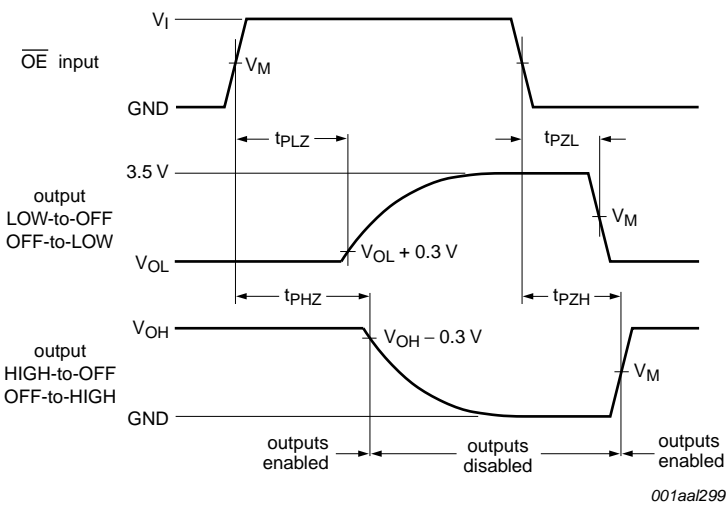 V_I
OE input
V_M
GND
t_PLZ
t_PZL
3.5 V
output
LOW-to-OFF
OFF-to-LOW
V_M
V_OL + 0.3 V
V_OL
t_PHZ
t_PZH
V_OH
V_OH − 0.3 V
output
HIGH-to-OFF
OFF-to-HIGH
V_M
GND
outputs
enabled
outputs
disabled
outputs
enabled
001aal299